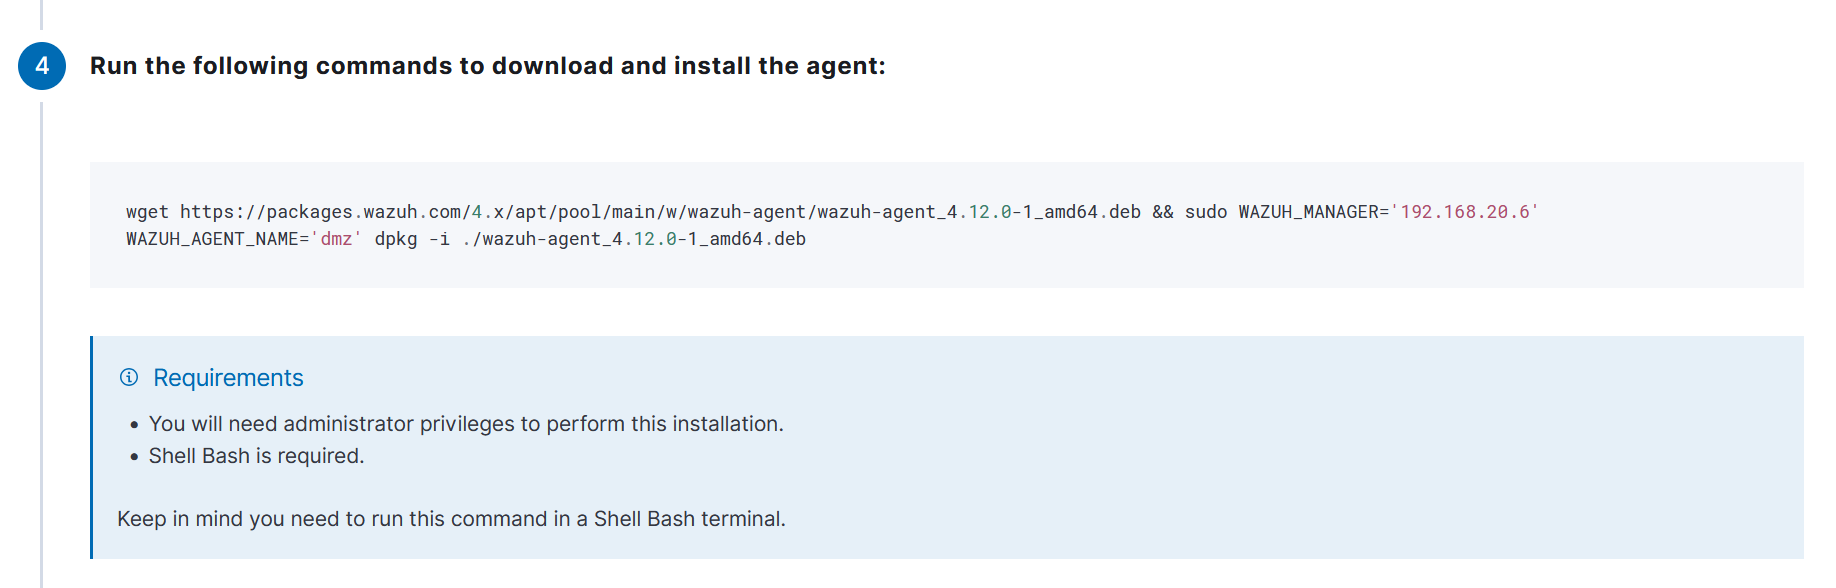 4
Run the following commands to download and install the agent:
wget https://packages.wazuh.com/4.x/apt/pool/main/w/wazuh-agent/wazuh-agent_4.12.0-1_amd64.deb && sudo WAZUH_MANAGER='192.168.20.6'
WAZUH_AGENT_NAME='dmz' dpkg -i ./wazuh-agent_4.12.0-1_amd64.deb
Requirements
• You will need administrator privileges to perform this installation.
• Shell Bash is required.
Keep in mind you need to run this command in a Shell Bash terminal.